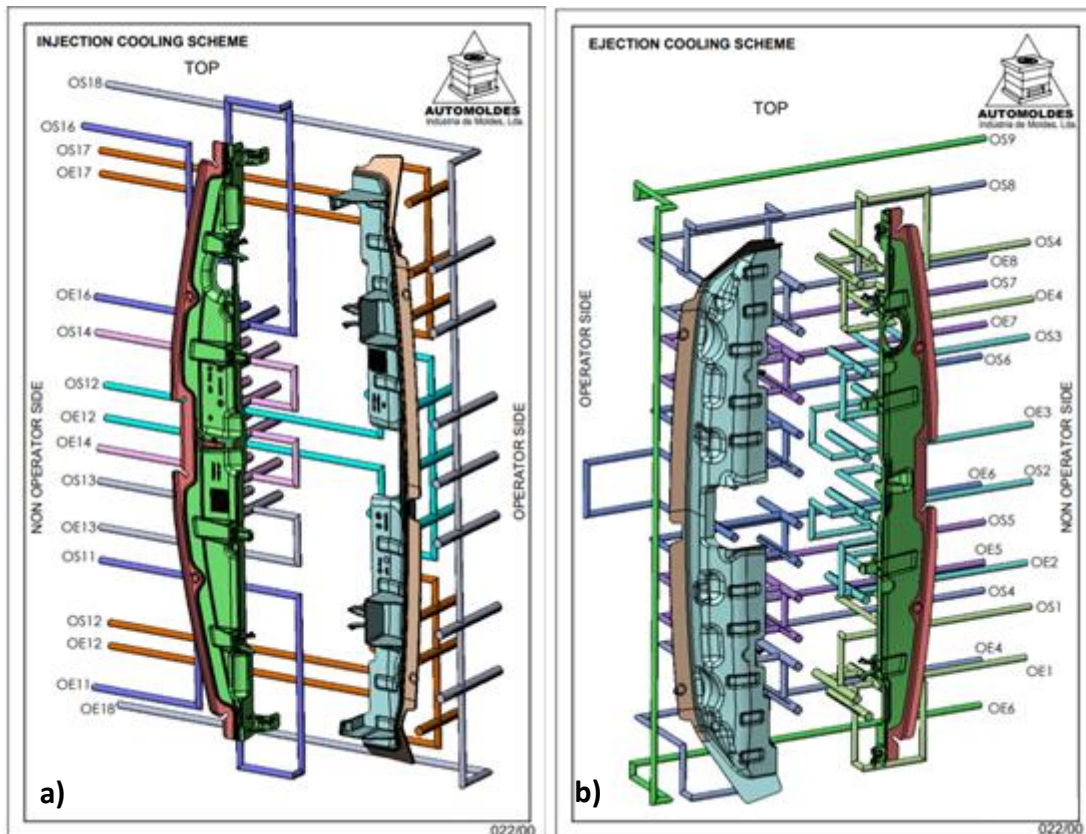 INJECTION COOLING SCHEME
TOP
AUTOMOLDES
Indústria de Moldes, Lda.
OS18
OS16
OS17
OE17
OE16
OS14
OS12
OE12
OE14
OS13
OE13
OS11
OS12
OE12
OE11
OE18
NON OPERATOR SIDE
OPERATOR SIDE
a)
022/00
EJECTION COOLING SCHEME
TOP
AUTOMOLDES
Indústria de Moldes, Lda.
OS9
OS8
OS4
OE8
OS7
OE4
OE7
OS3
OS6
OE3
OE6
OS2
OS5
OE5
OE2
OS4
OS1
OE4
OE1
OE6
OPERATOR SIDE
NON OPERATOR SIDE
b)
022/00